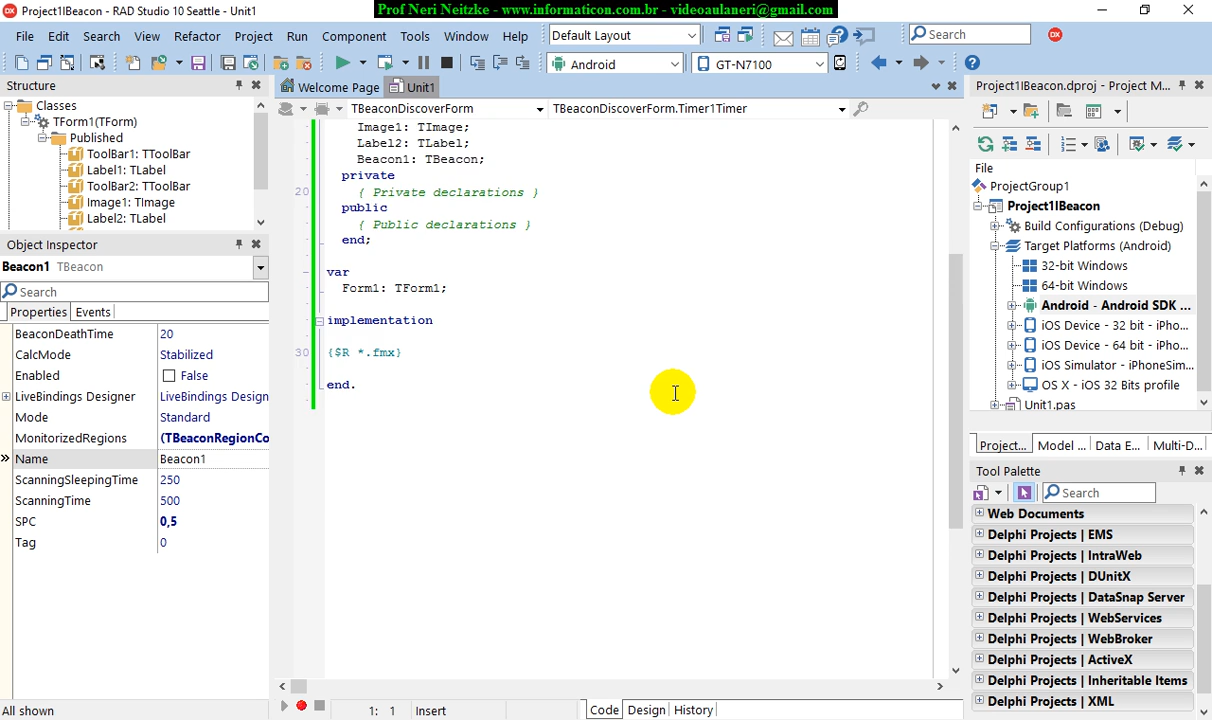 Project1IBeacon - RAD Studio 10 Seattle - Unit1
Prof Neri Neitzke - www.informaticon.com.br - videoaulaneri@gmail.com
File Edit Search View Refactor Project Run Component Tools Window Help
Default Layout
Search
Android
GT-N7100
Structure
Classes
TForm1(TForm)
Published
ToolBar1: TToolBar
Label1: TLabel
ToolBar2: TToolBar
Image1: TImage
Label2: TLabel
Object Inspector
Beacon1 TBeacon
Search
Properties Events
BeaconDeathTime 20
CalcMode Stabilized
Enabled False
LiveBindings Designer LiveBindings Design
Mode Standard
MonitorizedRegions (TBeaconRegionCo
Name Beacon1
ScanningSleepingTime 250
ScanningTime 500
SPC 0,5
Tag 0
All shown
Welcome Page Unit1
TBeaconDiscoverForm TBeaconDiscoverForm.Timer1Timer
Image1: TImage;
Label2: TLabel;
Beacon1: TBeacon;
private
20 { Private declarations }
public
{ Public declarations }
end;
var
Form1: TForm1;
implementation
30 {$R *.fmx}
end.
1: 1 Insert
Code Design History
Project1IBeacon.dproj - Project M...
File
ProjectGroup1
Project1IBeacon
Build Configurations (Debug)
Target Platforms (Android)
32-bit Windows
64-bit Windows
Android - Android SDK ...
iOS Device - 32 bit - iPho...
iOS Device - 64 bit - iPho...
iOS Simulator - iPhoneSim...
OS X - iOS 32 Bits profile
Unit1.pas
Project... Model ... Data E... Multi-D...
Tool Palette
Search
Web Documents
Delphi Projects | EMS
Delphi Projects | IntraWeb
Delphi Projects | DUnitX
Delphi Projects | DataSnap Server
Delphi Projects | WebServices
Delphi Projects | WebBroker
Delphi Projects | ActiveX
Delphi Projects | Inheritable Items
Delphi Projects | XML